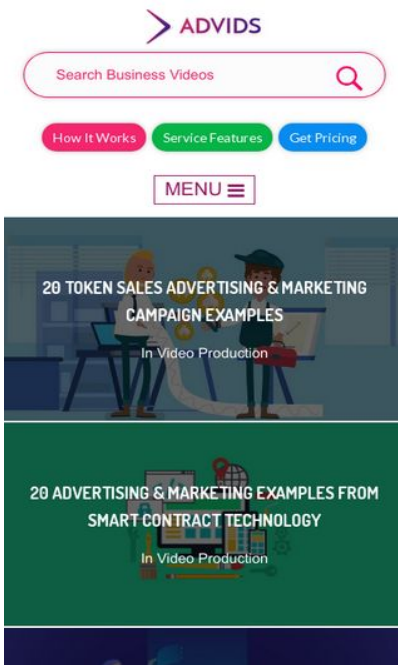 ADVIDS
Search Business Videos
How It Works Service Features Get Pricing
MENU
20 TOKEN SALES ADVERTISING & MARKETING
CAMPAIGN EXAMPLES
In Video Production
20 ADVERTISING & MARKETING EXAMPLES FROM
SMART CONTRACT TECHNOLOGY
In Video Production